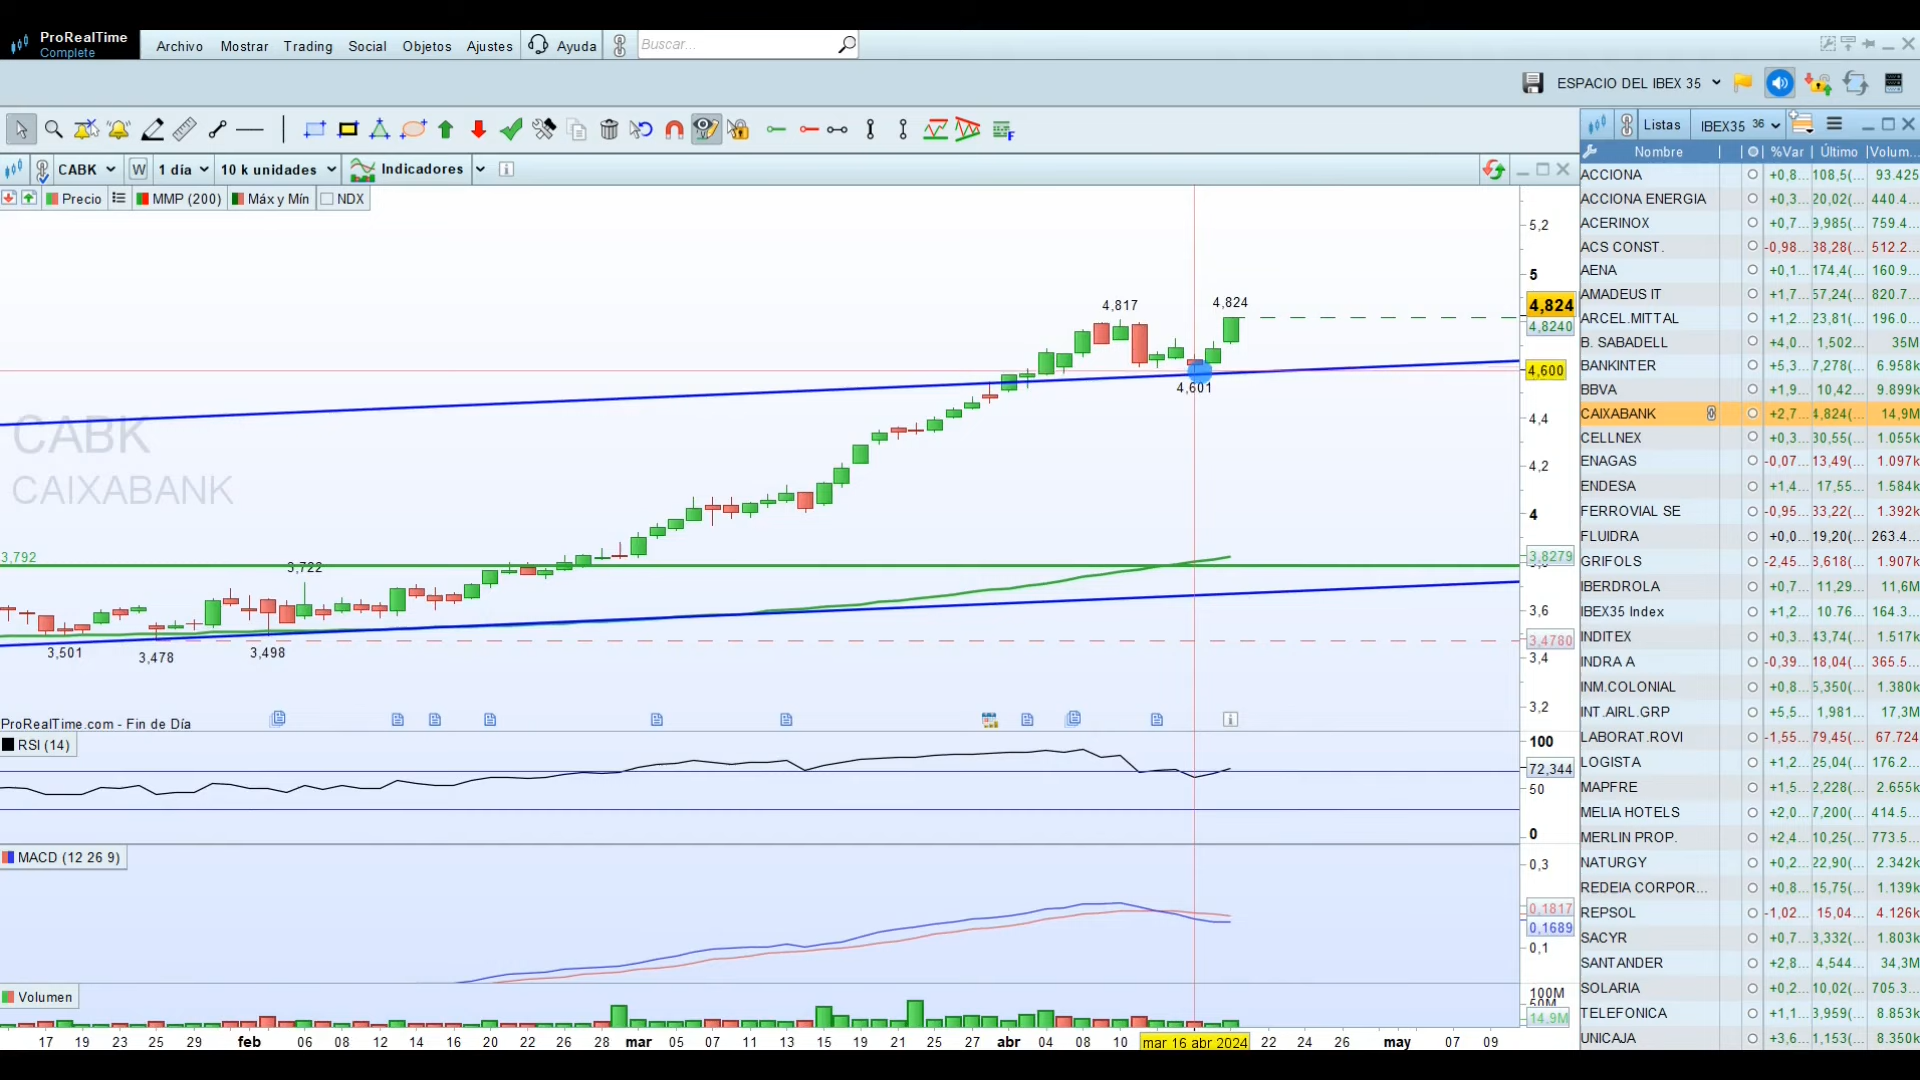 ProRealTime
Complete
Archivo Mostrar Trading Social Objetos Ajustes Ayuda Buscar...
ESPACIO DEL IBEX 35
Listas IBEX35 36
CABK W 1 día 10 k unidades Indicadores
Precio MMP (200) Máx y Mín NDX
Nombre %Var Último Volum...
ACCIONA +0,8... 108,5(... 93.425
ACCIONA ENERGIA +0,3... 20,02(... 440.4...
ACERINOX +0,7... 9,985(... 759.4...
ACS CONST. -0,98... 38,28(... 512.2...
AENA +0,1... 174,4(... 160.9...
AMADEUS IT +1,7... 57,24(... 820.7...
ARCEL.MITTAL +1,2... 23,81(... 196.0...
B. SABADELL +4,0... 1,502... 35M
BANKINTER +5,3... 7,278(... 6.958k
BBVA +1,9... 10,42... 9.899k
CAIXABANK +2,7... 4,824(... 14,9M
CELLNEX +0,3... 30,55(... 1.055k
ENAGAS -0,07... 13,49(... 1.097k
ENDESA +1,4... 17,55... 1.584k
FERROVIAL SE -0,95... 33,22(... 1.392k
FLUIDRA +0,0... 19,20(... 263.4...
GRIFOLS -2,45... 8,618(... 1.907k
IBERDROLA +0,7... 11,29... 11,6M
IBEX35 Index +1,2... 10.76... 164.3...
INDITEX +0,3... 43,74(... 1.517k
INDRA A -0,39... 18,04(... 365.5...
INM.COLONIAL +0,8... 5,350(... 1.380k
INT.AIRL.GRP +5,5... 1,981... 17,3M
LABORAT.ROVI -1,55... 79,45(... 67.724
LOGISTA +1,2... 25,04(... 176.2...
MAPFRE +1,5... 2,228(... 2.655k
MELIA HOTELS +2,0... 7,200(... 414.5...
MERLIN PROP. +2,4... 10,25(... 773.5...
NATURGY +0,2... 22,90(... 2.342k
REDEIA CORPOR... +0,8... 15,75(... 1.139k
REPSOL -1,02... 15,04... 4.126k
SACYR +0,7... 3,332(... 1.803k
SANTANDER +2,8... 4,544... 34,3M
SOLARIA +0,2... 10,02(... 705.3...
TELEFONICA +1,1... 3,959(... 8.853k
UNICAJA +3,6... 1,153(... 8.350k
5,2
5
4,817 4,824 4,824
4,8240
4,600
4,601
CABK
CAIXABANK
4,4
4,2
4
3,792 3,8279
3,722
3,6
3,4780
3,501 3,478 3,498
3,4
3,2
ProRealTime.com - Fin de Día
RSI (14) 100
72,344
50
0
MACD (12 26 9)
0,3
0,1817
0,1689
0,1
Volumen 100M
50M
14.9M
17 19 23 25 29 feb 06 08 12 14 16 20 22 26 28 mar 05 07 11 13 15 19 21 25 27 abr 04 08 10 mar 16 abr 2024 22 24 26 may 07 09